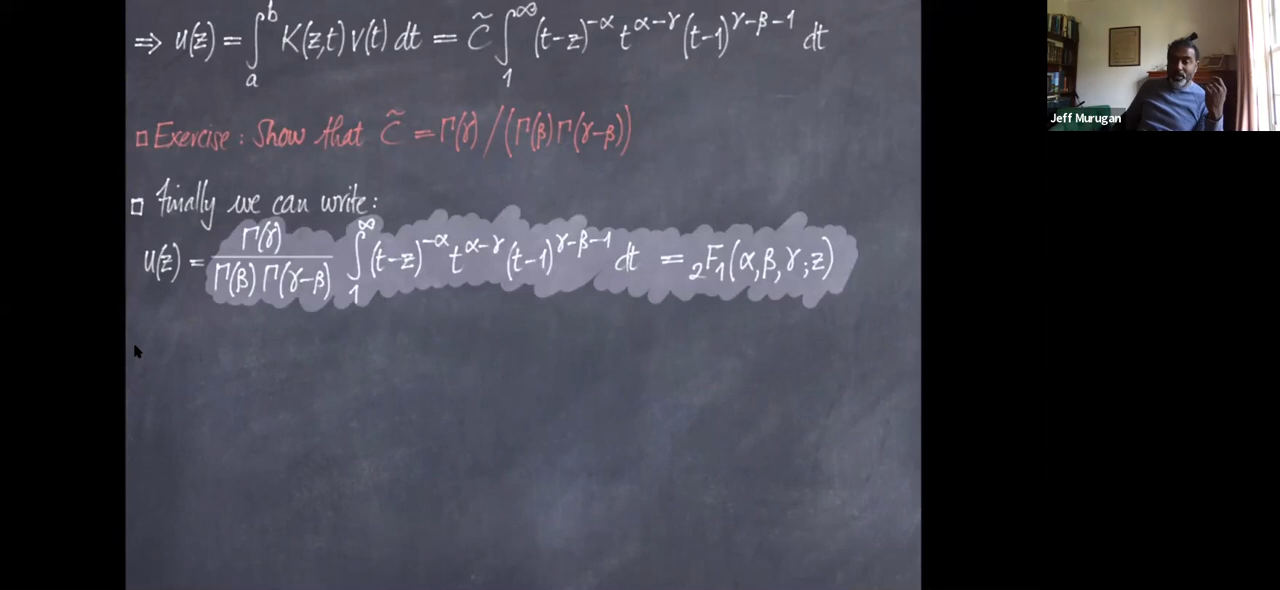 ⇒ u(z) = ∫_a^b K(z,t) v(t) dt = C̃ ∫_1^∞ (t-z)^{-α} t^{α-γ} (t-1)^{γ-β-1} dt
Jeff Murugan
□ Exercise: Show that C̃ = Γ(γ) / (Γ(β)Γ(γ-β))
□ Finally we can write:
u(z) = Γ(γ) / Γ(β) Γ(γ-β) ∫_1^∞ (t-z)^{-α} t^{α-γ} (t-1)^{γ-β-1} dt = ₂F₁(α,β,γ;z)